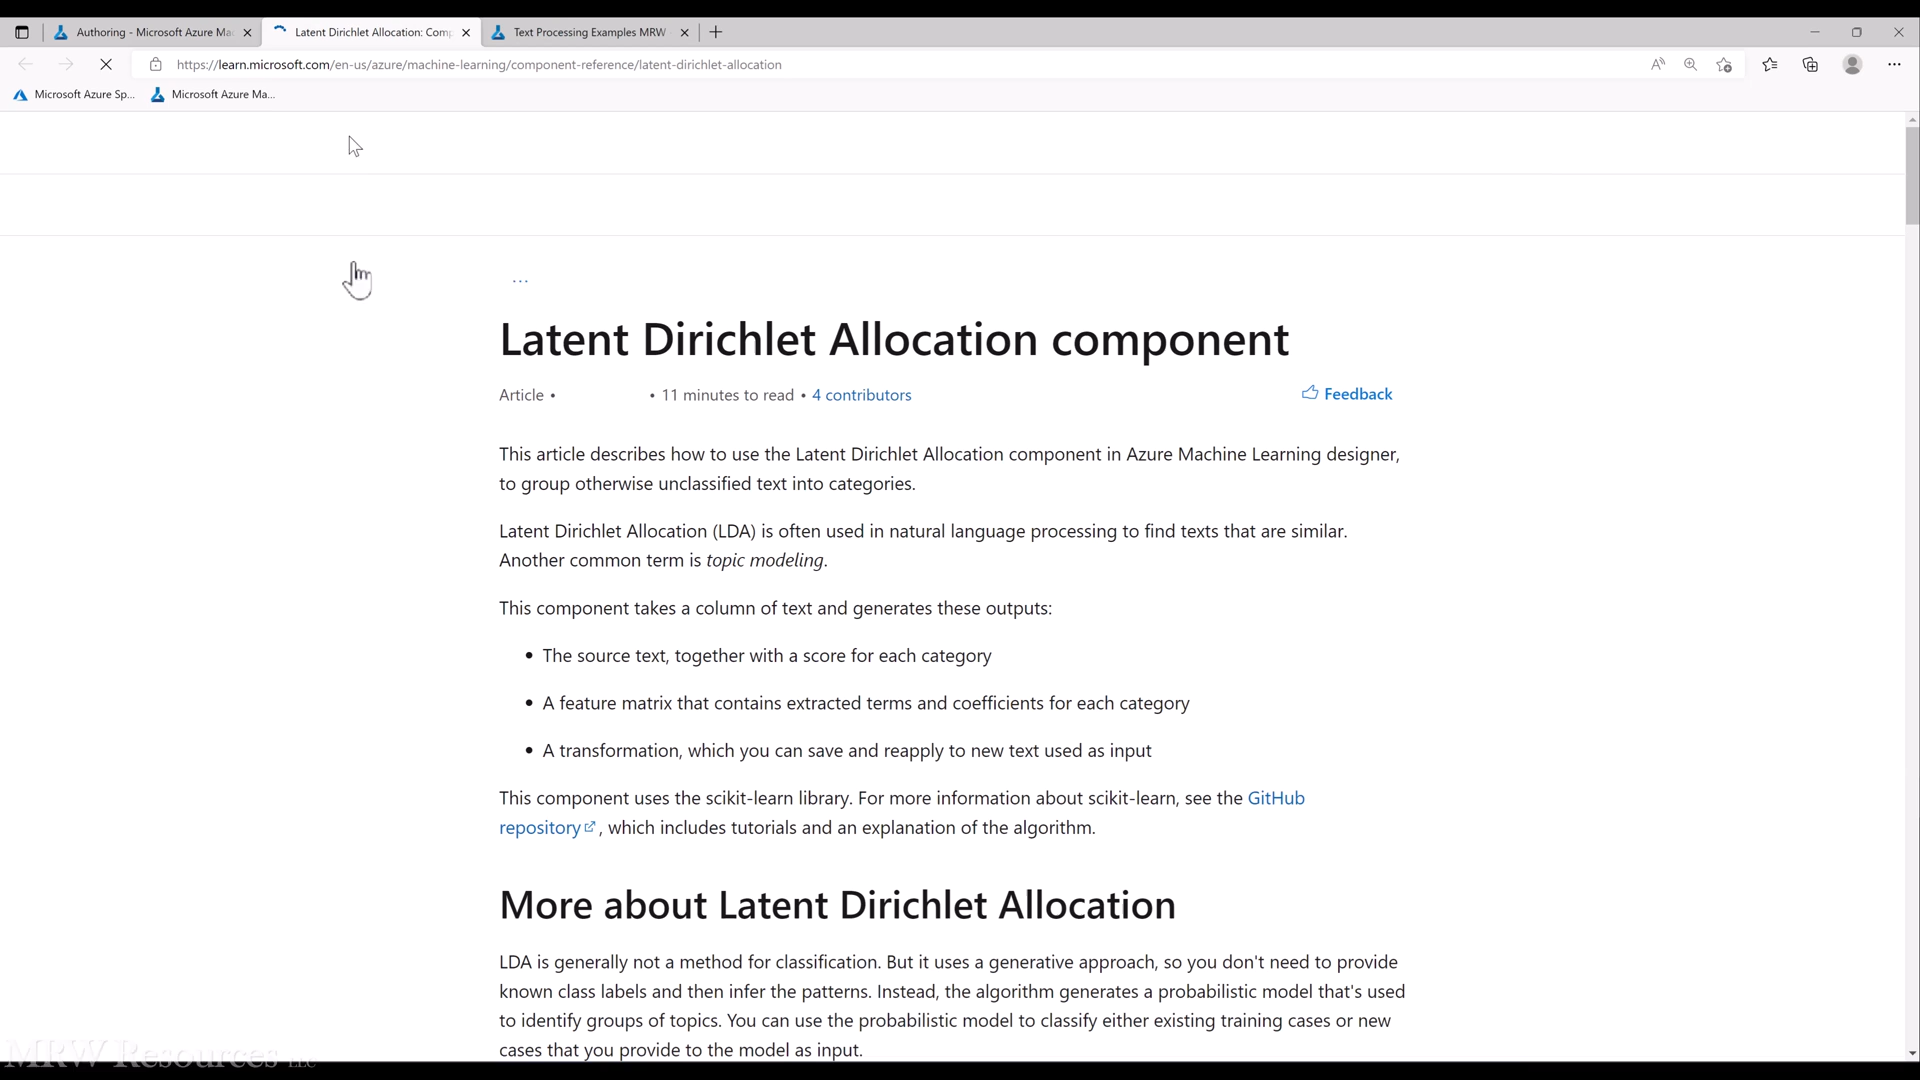 Authoring - Microsoft Azure Ma
Latent Dirichlet Allocation: Comp
Text Processing Examples MRW
https://learn.microsoft.com/en-us/azure/machine-learning/component-reference/latent-dirichlet-allocation
Microsoft Azure Sp...
Microsoft Azure Ma...
...
Latent Dirichlet Allocation component
Article • • 11 minutes to read • 4 contributors
Feedback
This article describes how to use the Latent Dirichlet Allocation component in Azure Machine Learning designer,
to group otherwise unclassified text into categories.
Latent Dirichlet Allocation (LDA) is often used in natural language processing to find texts that are similar.
Another common term is topic modeling.
This component takes a column of text and generates these outputs:
• The source text, together with a score for each category
• A feature matrix that contains extracted terms and coefficients for each category
• A transformation, which you can save and reapply to new text used as input
This component uses the scikit-learn library. For more information about scikit-learn, see the GitHub
repository, which includes tutorials and an explanation of the algorithm.
More about Latent Dirichlet Allocation
LDA is generally not a method for classification. But it uses a generative approach, so you don't need to provide
known class labels and then infer the patterns. Instead, the algorithm generates a probabilistic model that's used
to identify groups of topics. You can use the probabilistic model to classify either existing training cases or new
cases that you provide to the model as input.
MRW Resources LLC